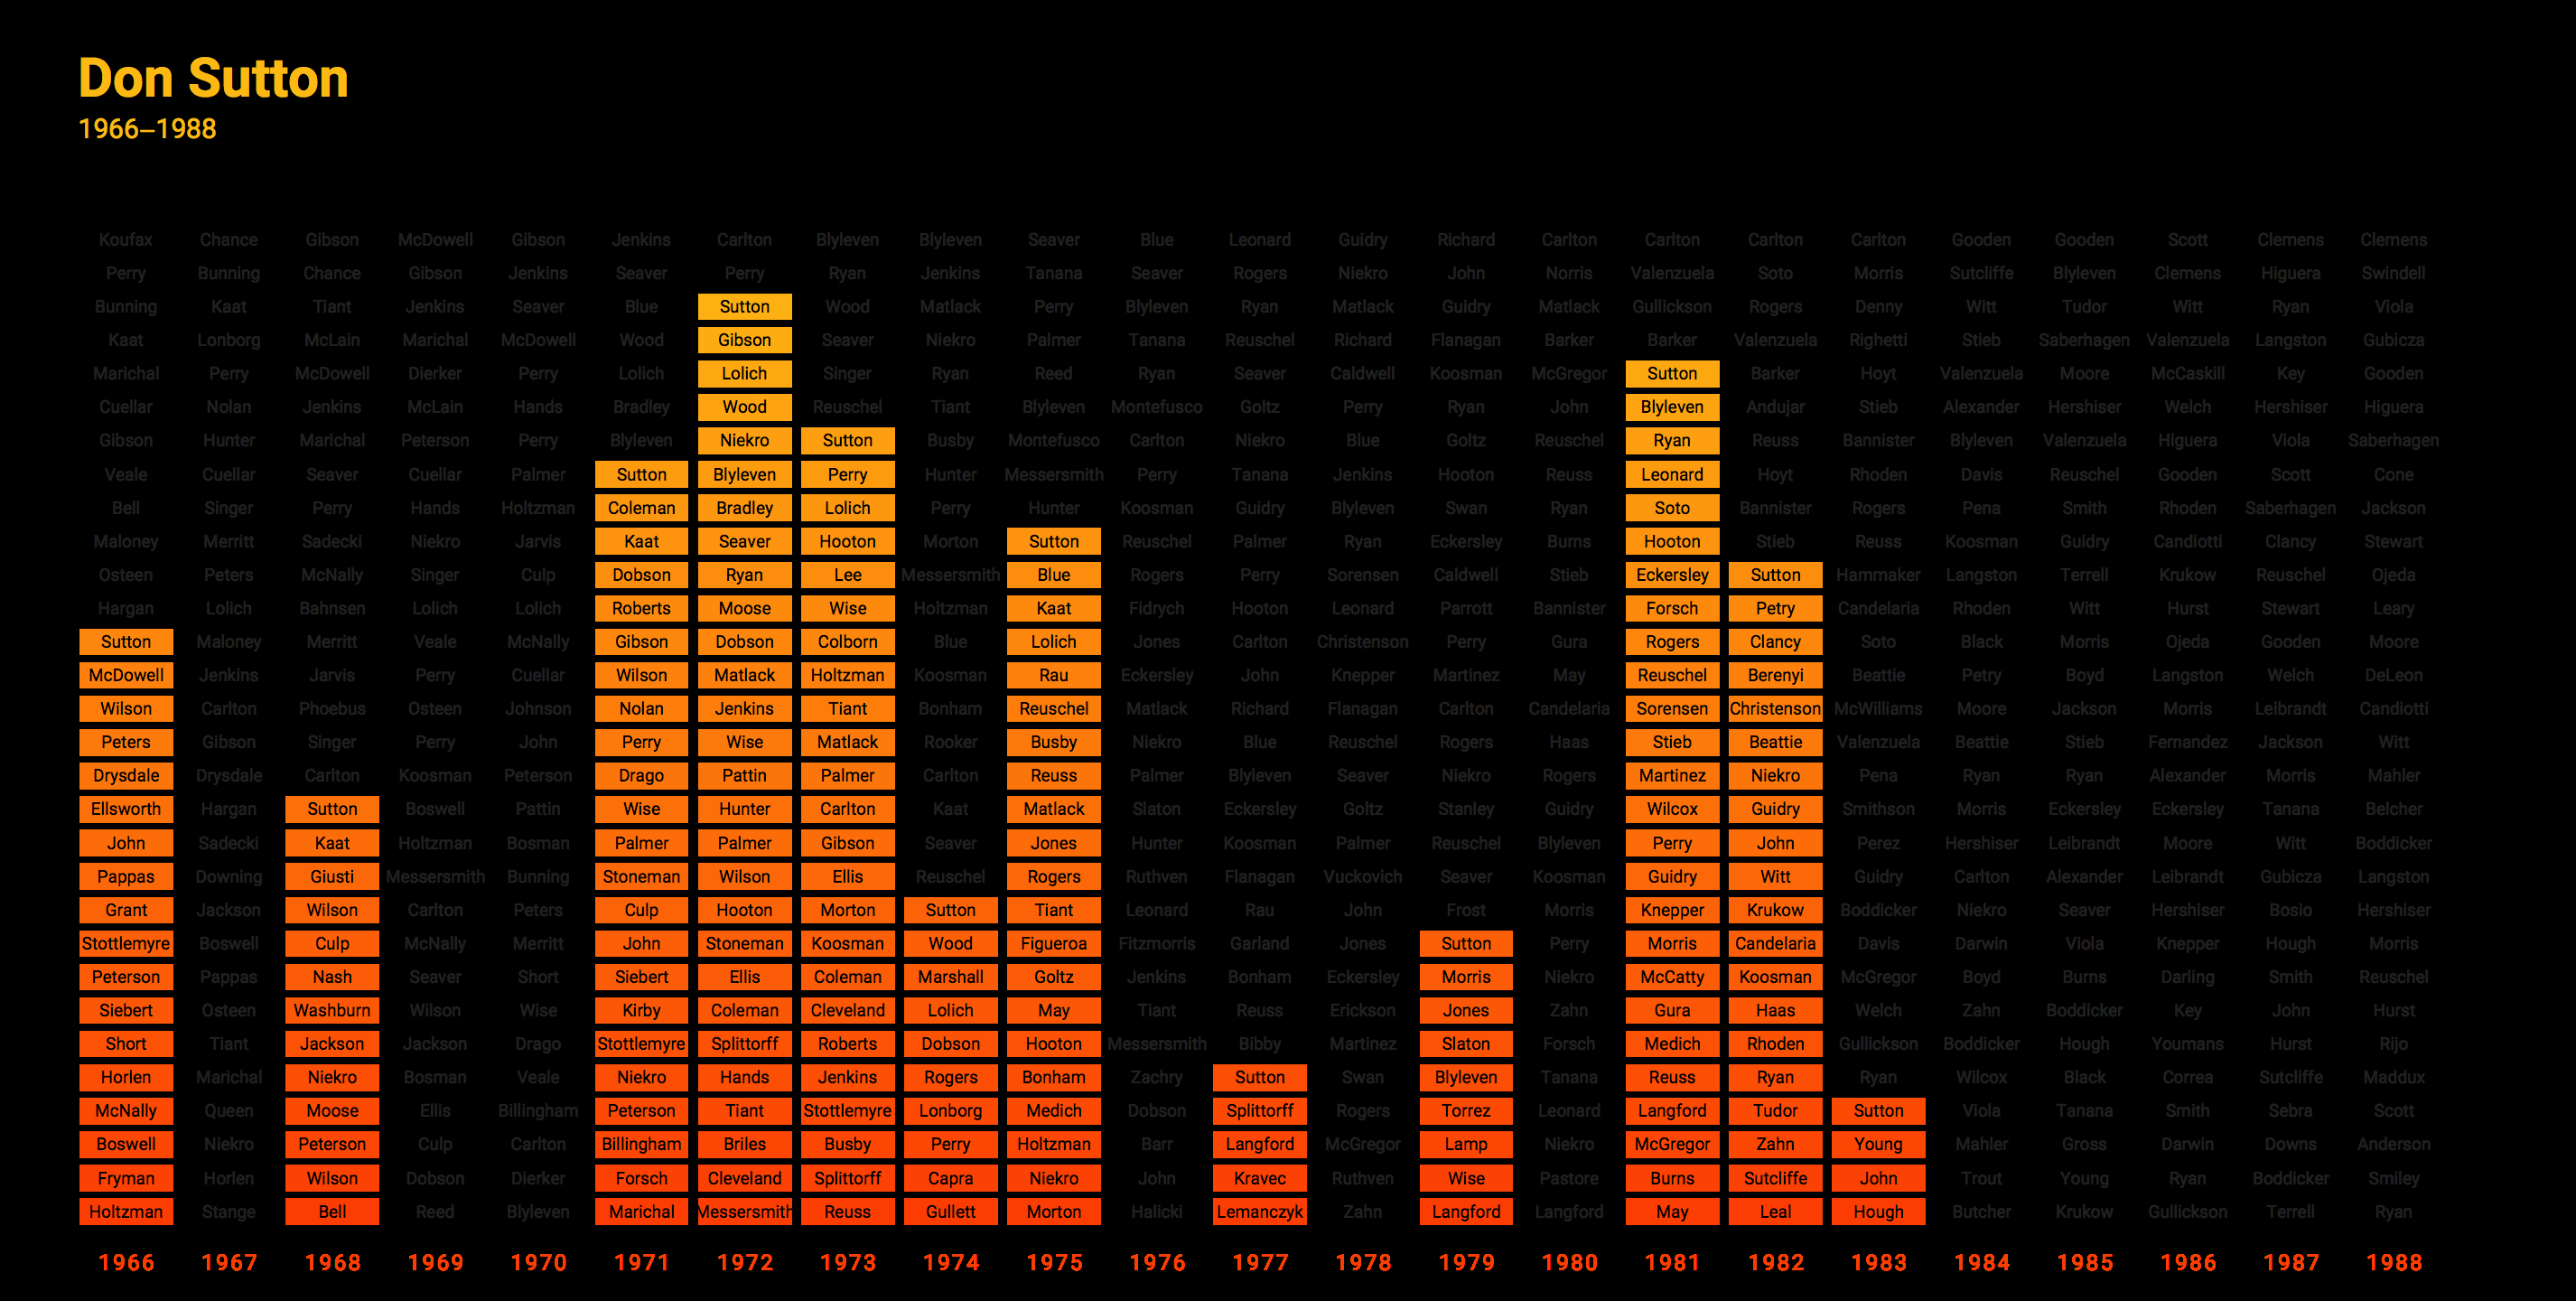 Don Sutton
1966–1988
Koufax Chance Gibson McDowell Gibson Jenkins Carlton Blyleven Blyleven Seaver Blue Leonard Guidry Richard Carlton Carlton Carlton Carlton Gooden Gooden Scott Clemens Clemens
Perry Bunning Chance Gibson Jenkins Seaver Perry Ryan Jenkins Tanana Seaver Rogers Niekro John Norris Valenzuela Soto Morris Sutcliffe Blyleven Clemens Higuera Swindell
Bunning Kaat Tiant Jenkins Seaver Blue Sutton Wood Matlack Perry Blyleven Ryan Matlack Guidry Matlack Gullickson Rogers Denny Witt Tudor Witt Ryan Viola
Kaat Lonborg McLain Marichal McDowell Wood Gibson Seaver Niekro Palmer Tanana Reuschel Richard Flanagan Barker Barker Valenzuela Righetti Stieb Saberhagen Valenzuela Langston Gubicza
Marichal Perry McDowell Dierker Perry Lolich Lolich Singer Ryan Reed Ryan Seaver Caldwell Koosman McGregor Sutton Barker Hoyt Valenzuela Moore McCaskill Key Gooden
Cuellar Nolan Jenkins McLain Hands Bradley Wood Reuschel Tiant Blyleven Montefusco Goltz Perry Ryan John Blyleven Andujar Stieb Alexander Hershiser Welch Hershiser Higuera
Gibson Hunter Marichal Peterson Perry Blyleven Niekro Sutton Busby Montefusco Carlton Niekro Blue Goltz Reuschel Ryan Reuss Bannister Blyleven Valenzuela Higuera Viola Saberhagen
Veale Cuellar Seaver Cuellar Palmer Sutton Blyleven Perry Hunter Messersmith Perry Tanana Jenkins Hooton Reuss Leonard Hoyt Rhoden Davis Reuschel Gooden Scott Cone
Bell Singer Perry Hands Holtzman Coleman Bradley Lolich Perry Hunter Koosman Guidry Blyleven Swan Ryan Soto Bannister Rogers Pena Smith Rhoden Saberhagen Jackson
Maloney Merritt Sadecki Niekro Jarvis Kaat Seaver Hooton Morton Sutton Reuschel Palmer Ryan Eckersley Burns Hooton Stieb Reuss Koosman Guidry Candiotti Clancy Stewart
Osteen Peters McNally Singer Culp Dobson Ryan Lee Messersmith Blue Rogers Perry Sorensen Caldwell Stieb Eckersley Sutton Hammaker Langston Terrell Krukow Reuschel Ojeda
Hargan Lolich Bahnsen Lolich Lolich Roberts Moose Wise Holtzman Kaat Fidrych Hooton Leonard Parrott Bannister Forsch Petry Candelaria Rhoden Witt Hurst Stewart Leary
Sutton Maloney Merritt Veale McNally Gibson Dobson Colborn Blue Lolich Jones Carlton Christenson Perry Gura Rogers Clancy Soto Black Morris Ojeda Gooden Moore
McDowell Jenkins Jarvis Perry Cuellar Wilson Matlack Holtzman Koosman Rau Eckersley John Knepper Martinez May Reuschel Berenyi Beattie Petry Boyd Langston Welch DeLeon
Wilson Carlton Phoebus Osteen Johnson Nolan Jenkins Tiant Bonham Reuschel Matlack Richard Flanagan Carlton Candelaria Sorensen Christenson McWilliams Moore Jackson Morris Leibrandt Candiotti
Peters Gibson Singer Perry John Perry Wise Matlack Rooker Busby Niekro Blue Reuschel Rogers Haas Stieb Beattie Valenzuela Beattie Stieb Fernandez Jackson Witt
Drysdale Drysdale Carlton Koosman Peterson Drago Pattin Palmer Carlton Reuss Palmer Blyleven Seaver Niekro Rogers Martinez Niekro Pena Ryan Ryan Alexander Morris Mahler
Ellsworth Hargan Sutton Boswell Pattin Wise Hunter Carlton Kaat Matlack Slaton Eckersley Goltz Stanley Guidry Wilcox Guidry Smithson Morris Eckersley Eckersley Tanana Belcher
John Sadecki Kaat Holtzman Bosman Palmer Palmer Gibson Seaver Jones Hunter Koosman Palmer Reuschel Blyleven Perry John Perez Hershiser Leibrandt Moore Witt Boddicker
Pappas Downing Giusti Messersmith Bunning Stoneman Wilson Ellis Reuschel Rogers Ruthven Flanagan Vuckovich Seaver Koosman Guidry Witt Guidry Carlton Alexander Leibrandt Gubicza Langston
Grant Jackson Wilson Carlton Peters Culp Hooton Morton Sutton Tiant Leonard Rau John Frost Morris Knepper Krukow Boddicker Niekro Seaver Hershiser Bosio Hershiser
Stottlemyre Boswell Culp McNally Merritt John Stoneman Koosman Wood Figueroa Fitzmorris Garland Jones Sutton Perry Morris Candelaria Davis Darwin Viola Knepper Hough Morris
Peterson Pappas Nash Seaver Short Siebert Ellis Coleman Marshall Goltz Jenkins Bonham Eckersley Morris Niekro McCatty Koosman McGregor Boyd Burns Darling Smith Reuschel
Siebert Osteen Washburn Wilson Wise Kirby Coleman Cleveland Lolich May Tiant Reuss Erickson Jones Zahn Gura Haas Welch Zahn Boddicker Key John Hurst
Short Tiant Jackson Jackson Drago Stottlemyre Splittorff Roberts Dobson Hooton Messersmith Bibby Martinez Slaton Forsch Medich Rhoden Gullickson Boddicker Hough Youmans Hurst Rijo
Horlen Marichal Niekro Bosman Veale Niekro Hands Jenkins Rogers Bonham Zachry Sutton Swan Blyleven Tanana Reuss Ryan Ryan Wilcox Black Correa Sutcliffe Maddux
McNally Queen Moose Ellis Billingham Peterson Tiant Stottlemyre Lonborg Medich Dobson Splittorff Rogers Torrez Leonard Langford Tudor Sutton Viola Tanana Smith Sebra Scott
Boswell Niekro Peterson Culp Carlton Billingham Briles Busby Perry Holtzman Barr Langford McGregor Lamp Niekro McGregor Zahn Young Mahler Gross Darwin Downs Anderson
Fryman Horlen Wilson Dobson Dierker Forsch Cleveland Splittorff Capra Niekro John Kravec Ruthven Wise Pastore Burns Sutcliffe John Trout Young Ryan Boddicker Smiley
Holtzman Stange Bell Reed Blyleven Marichal Messersmith Reuss Gullett Morton Halicki Lemanczyk Zahn Langford Langford May Leal Hough Butcher Krukow Gullickson Terrell Ryan
1966 1967 1968 1969 1970 1971 1972 1973 1974 1975 1976 1977 1978 1979 1980 1981 1982 1983 1984 1985 1986 1987 1988